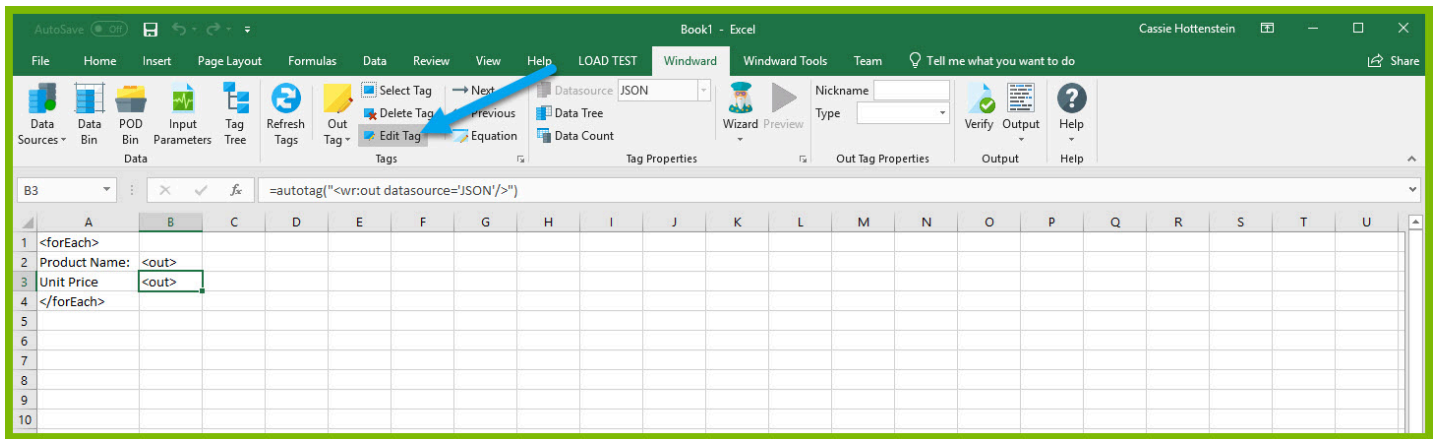 AutoSave Off Book1 - Excel Cassie Hottenstein
File Home Insert Page Layout Formulas Data Review View Help LOAD TEST Windward Windward Tools Team Tell me what you want to do Share
Select Tag Next Datasource JSON Nickname
Delete Tag Previous Data Tree Type
Edit Tag Equation Data Count
Data Sources Data Bin POD Bin Input Parameters Tag Tree Refresh Tags Out Tag Wizard Preview Verify Output Help
Data Tags Tag Properties Out Tag Properties Output Help
B3 fx =autotag("<wr:out datasource='JSON'/>")
A B C D E F G H I J K L M N O P Q R S T U
1 <forEach>
2 Product Name: <out>
3 Unit Price <out>
4 </forEach>
5
6
7
8
9
10